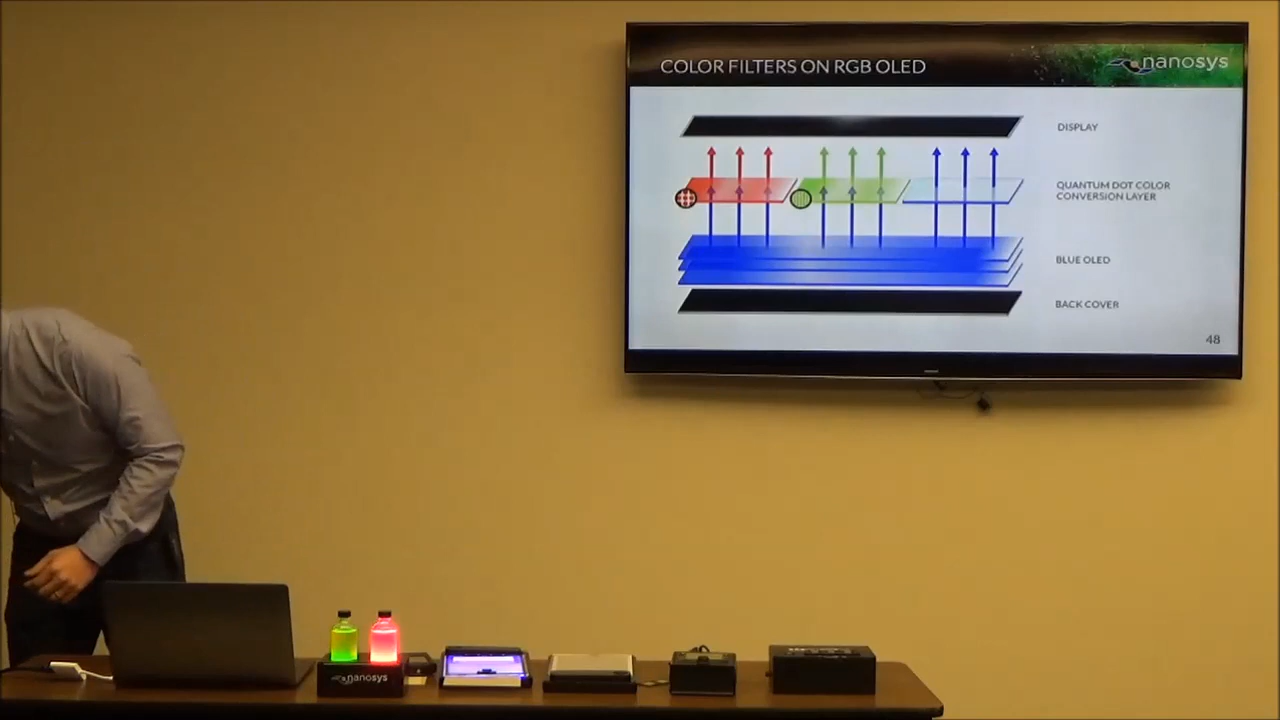 COLOR FILTERS ON RGB OLED
nanosys
DISPLAY
QUANTUM DOT COLOR
CONVERSION LAYER
BLUE OLED
BACK COVER
48
nanosys